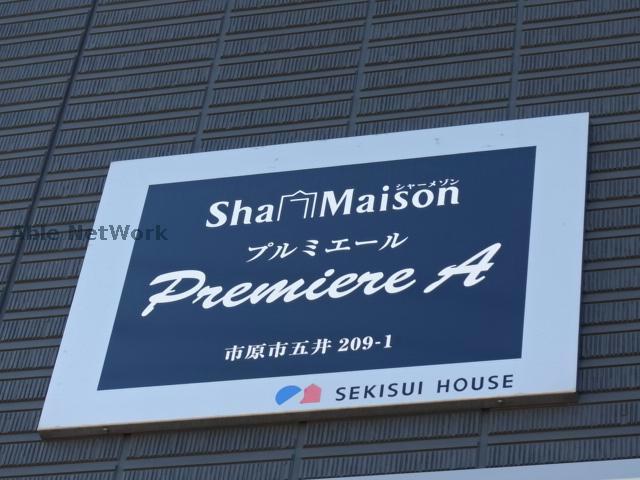 シャーメゾン
Sha Maison
プルミエール
Premiere A
市原市五井 209-1
SEKISUI HOUSE
Able NetWork